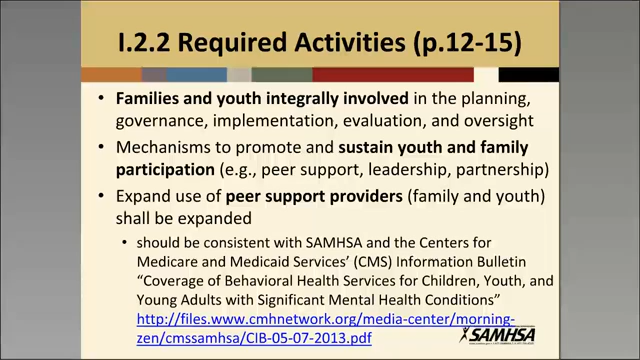 I.2.2 Required Activities (p.12-15)
• Families and youth integrally involved in the planning,
governance, implementation, evaluation, and oversight
• Mechanisms to promote and sustain youth and family
participation (e.g., peer support, leadership, partnership)
• Expand use of peer support providers (family and youth)
shall be expanded
• should be consistent with SAMHSA and the Centers for
Medicare and Medicaid Services’ (CMS) Information Bulletin
“Coverage of Behavioral Health Services for Children, Youth, and
Young Adults with Significant Mental Health Conditions”
http://files.www.cmhnetwork.org/media-center/morning-
zen/cmssamhsa/CIB-05-07-2013.pdf
SAMHSA